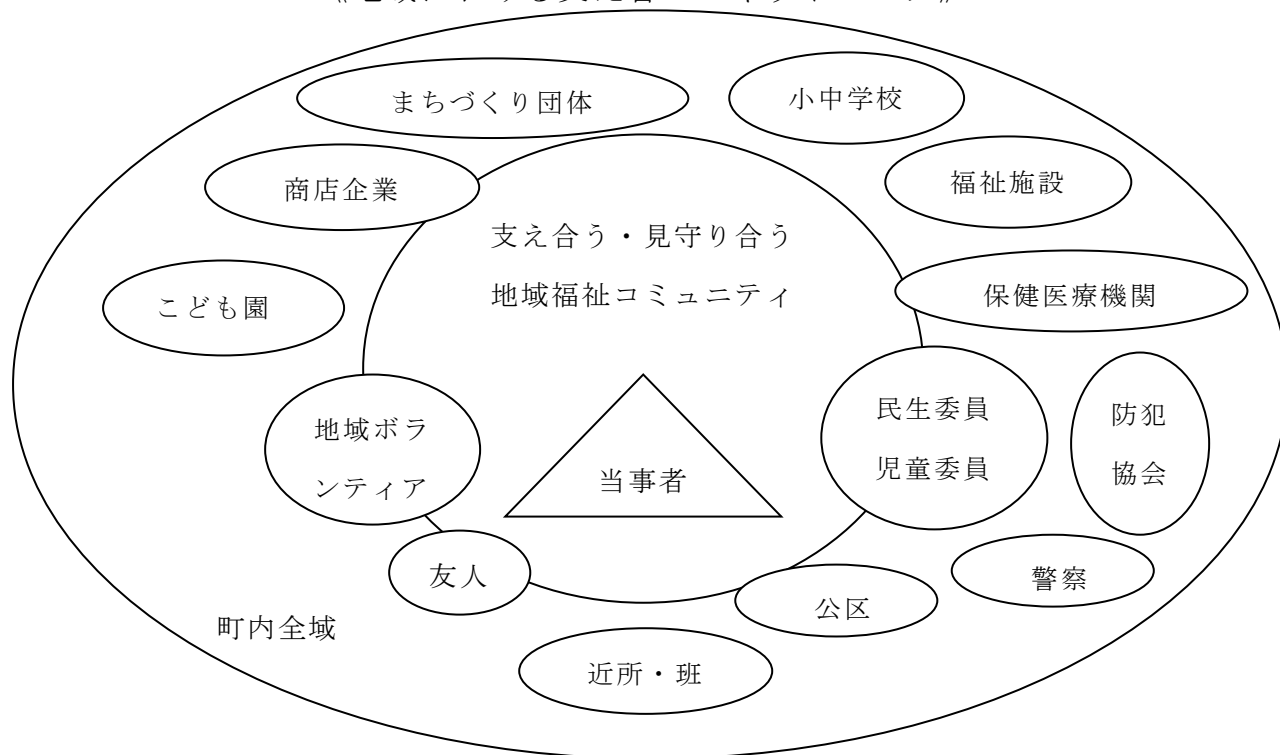 まちづくり団体
小中学校
商店企業
福祉施設
支え合う・見守り合う
地域福祉コミュニティ
こども園
保健医療機関
地域ボラ
ンティア
民生委員
児童委員
防犯
協会
当事者
友人
警察
公区
町内全域
近所・班